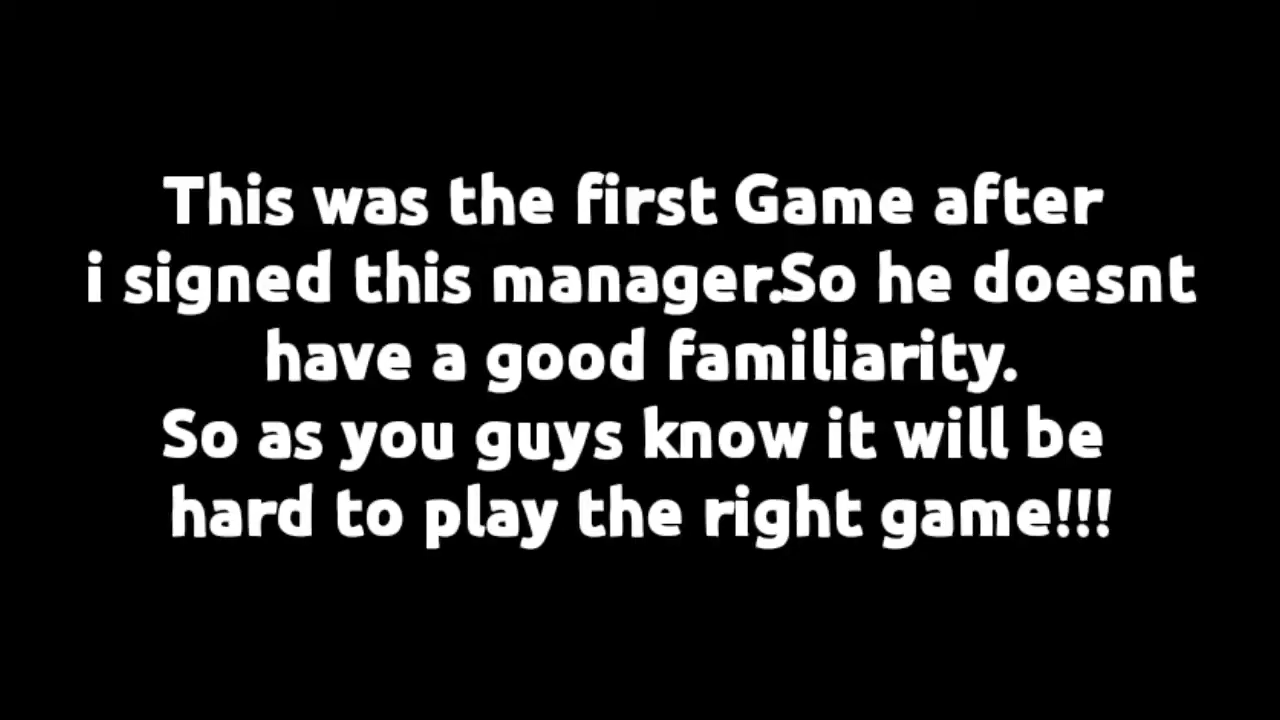 This was the first Game after
i signed this manager.So he doesnt
have a good familiarity.
So as you guys know it will be
hard to play the right game!!!